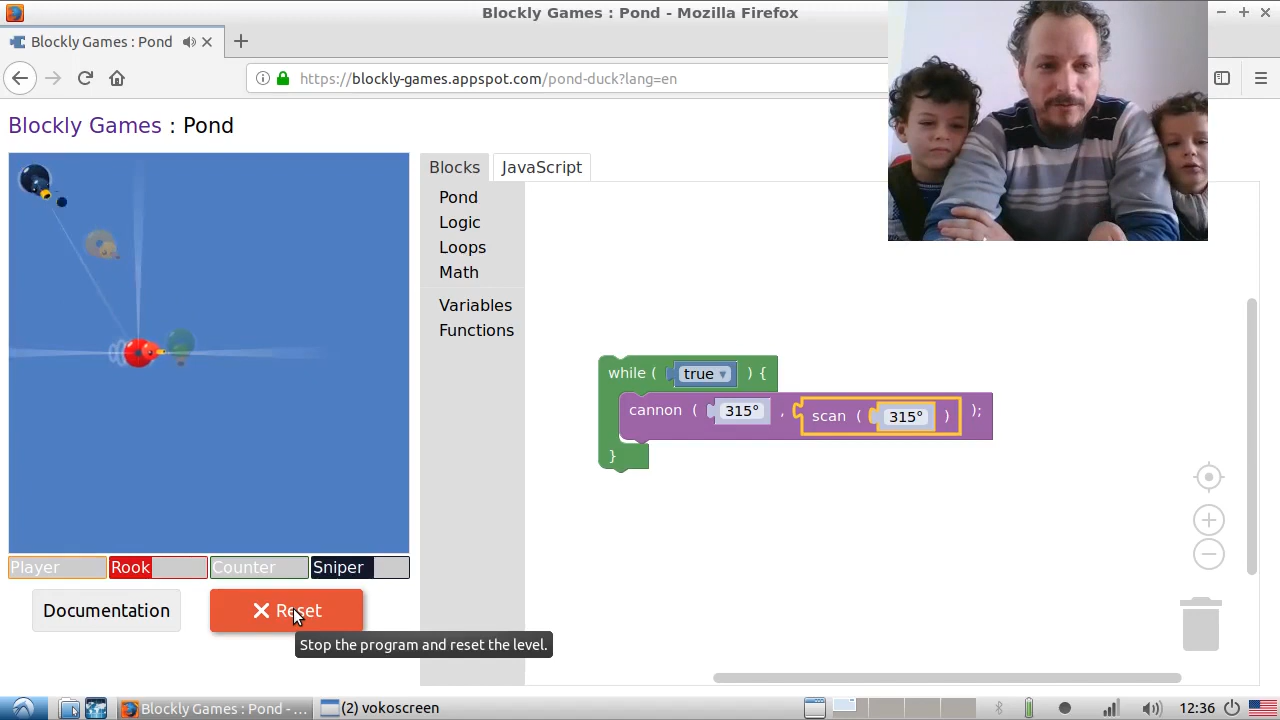 Blockly Games : Pond - Mozilla Firefox
Blockly Games : Pond
https://blockly-games.appspot.com/pond-duck?lang=en
Blockly Games : Pond
Blocks
JavaScript
Pond
Logic
Loops
Math
Variables
Functions
while ( true ▾ ) {
cannon ( 315° , scan ( 315° ) );
}
Player
Rook
Counter
Sniper
Documentation
Reset
Stop the program and reset the level.
Blockly Games : Pond - ...
(2) vokoscreen
12:36